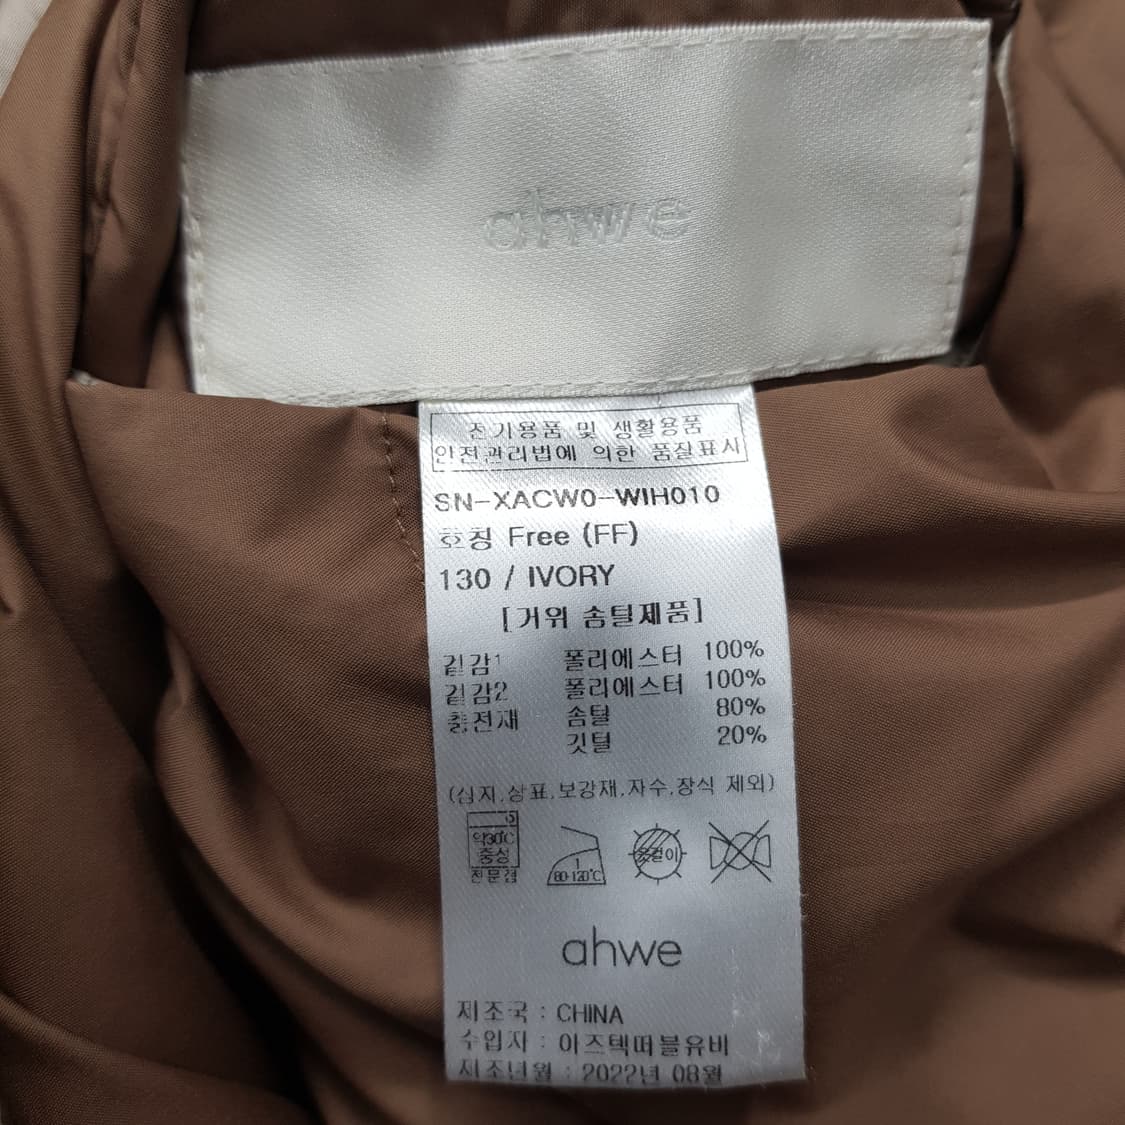 ahwe
전기용품 및 생활용품
안전관리법에 의한 품질표시
SN-XACW0-WIH010
호칭 Free (FF)
130 / IVORY
[거위 솜털제품]
겉감1 폴리에스터 100%
겉감2 폴리에스터 100%
충전재 솜털 80%
깃털 20%
(심지,상표,보강재,자수,장식 제외)
약30℃
중성
전문점
1
80-120℃
옷걸이
ahwe
제조국 : CHINA
수입자 : 아즈텍떠블유비
제조년월 : 2022년 08월